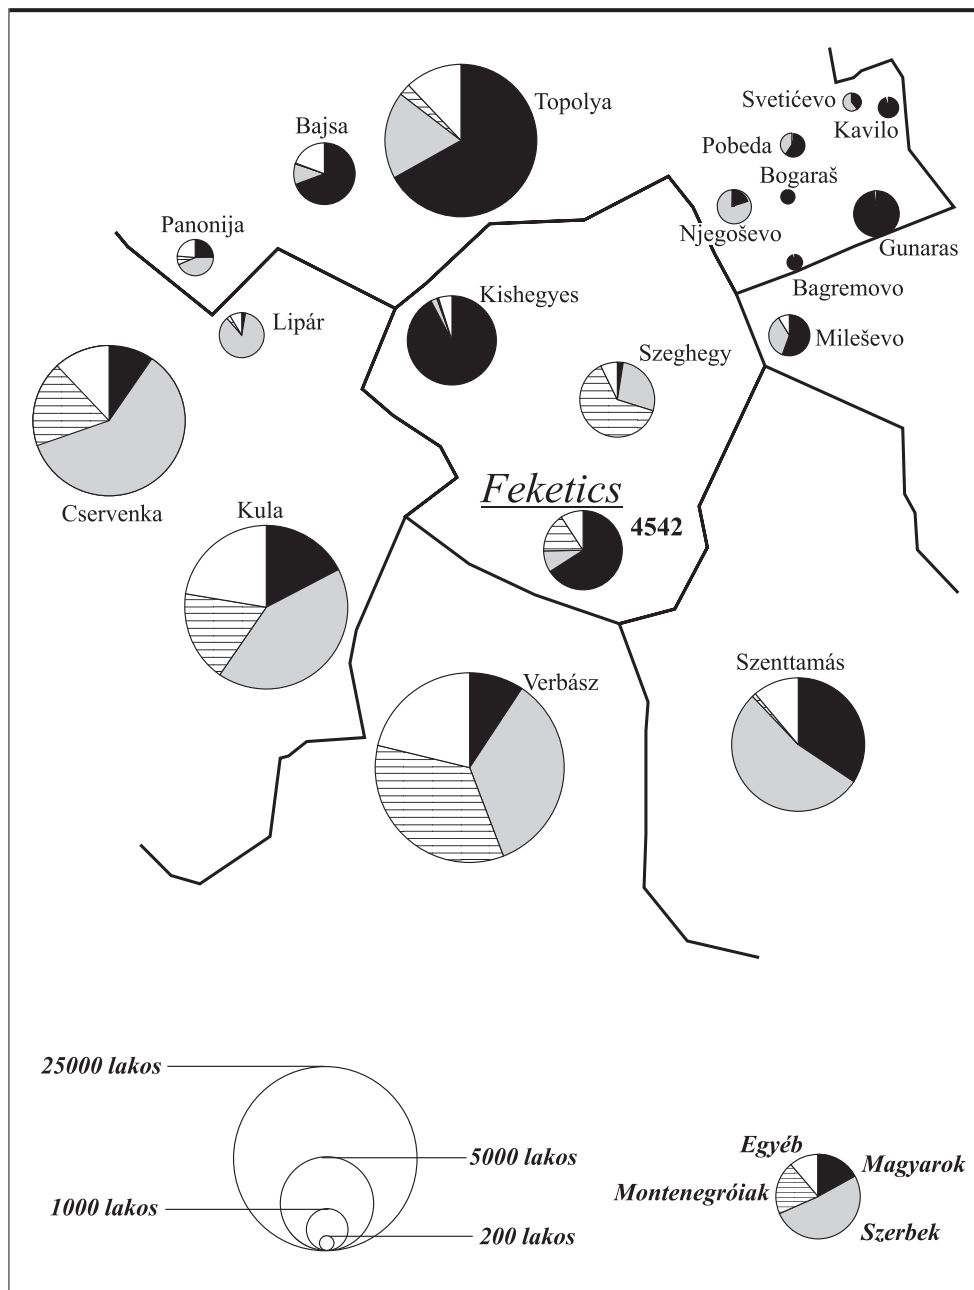 Topolya
Svetićevo
Kavilo
Bajsa
Pobeda
Bogaraš
Panonija
Njegoševo
Gunaras
Bagremovo
Kishegyes
Lipár
Mileševo
Szeghegy
Feketics
4542
Cservenka
Kula
Szenttamás
Verbász
25000 lakos
5000 lakos
1000 lakos
200 lakos
Egyéb
Magyarok
Montenegróiak
Szerbek